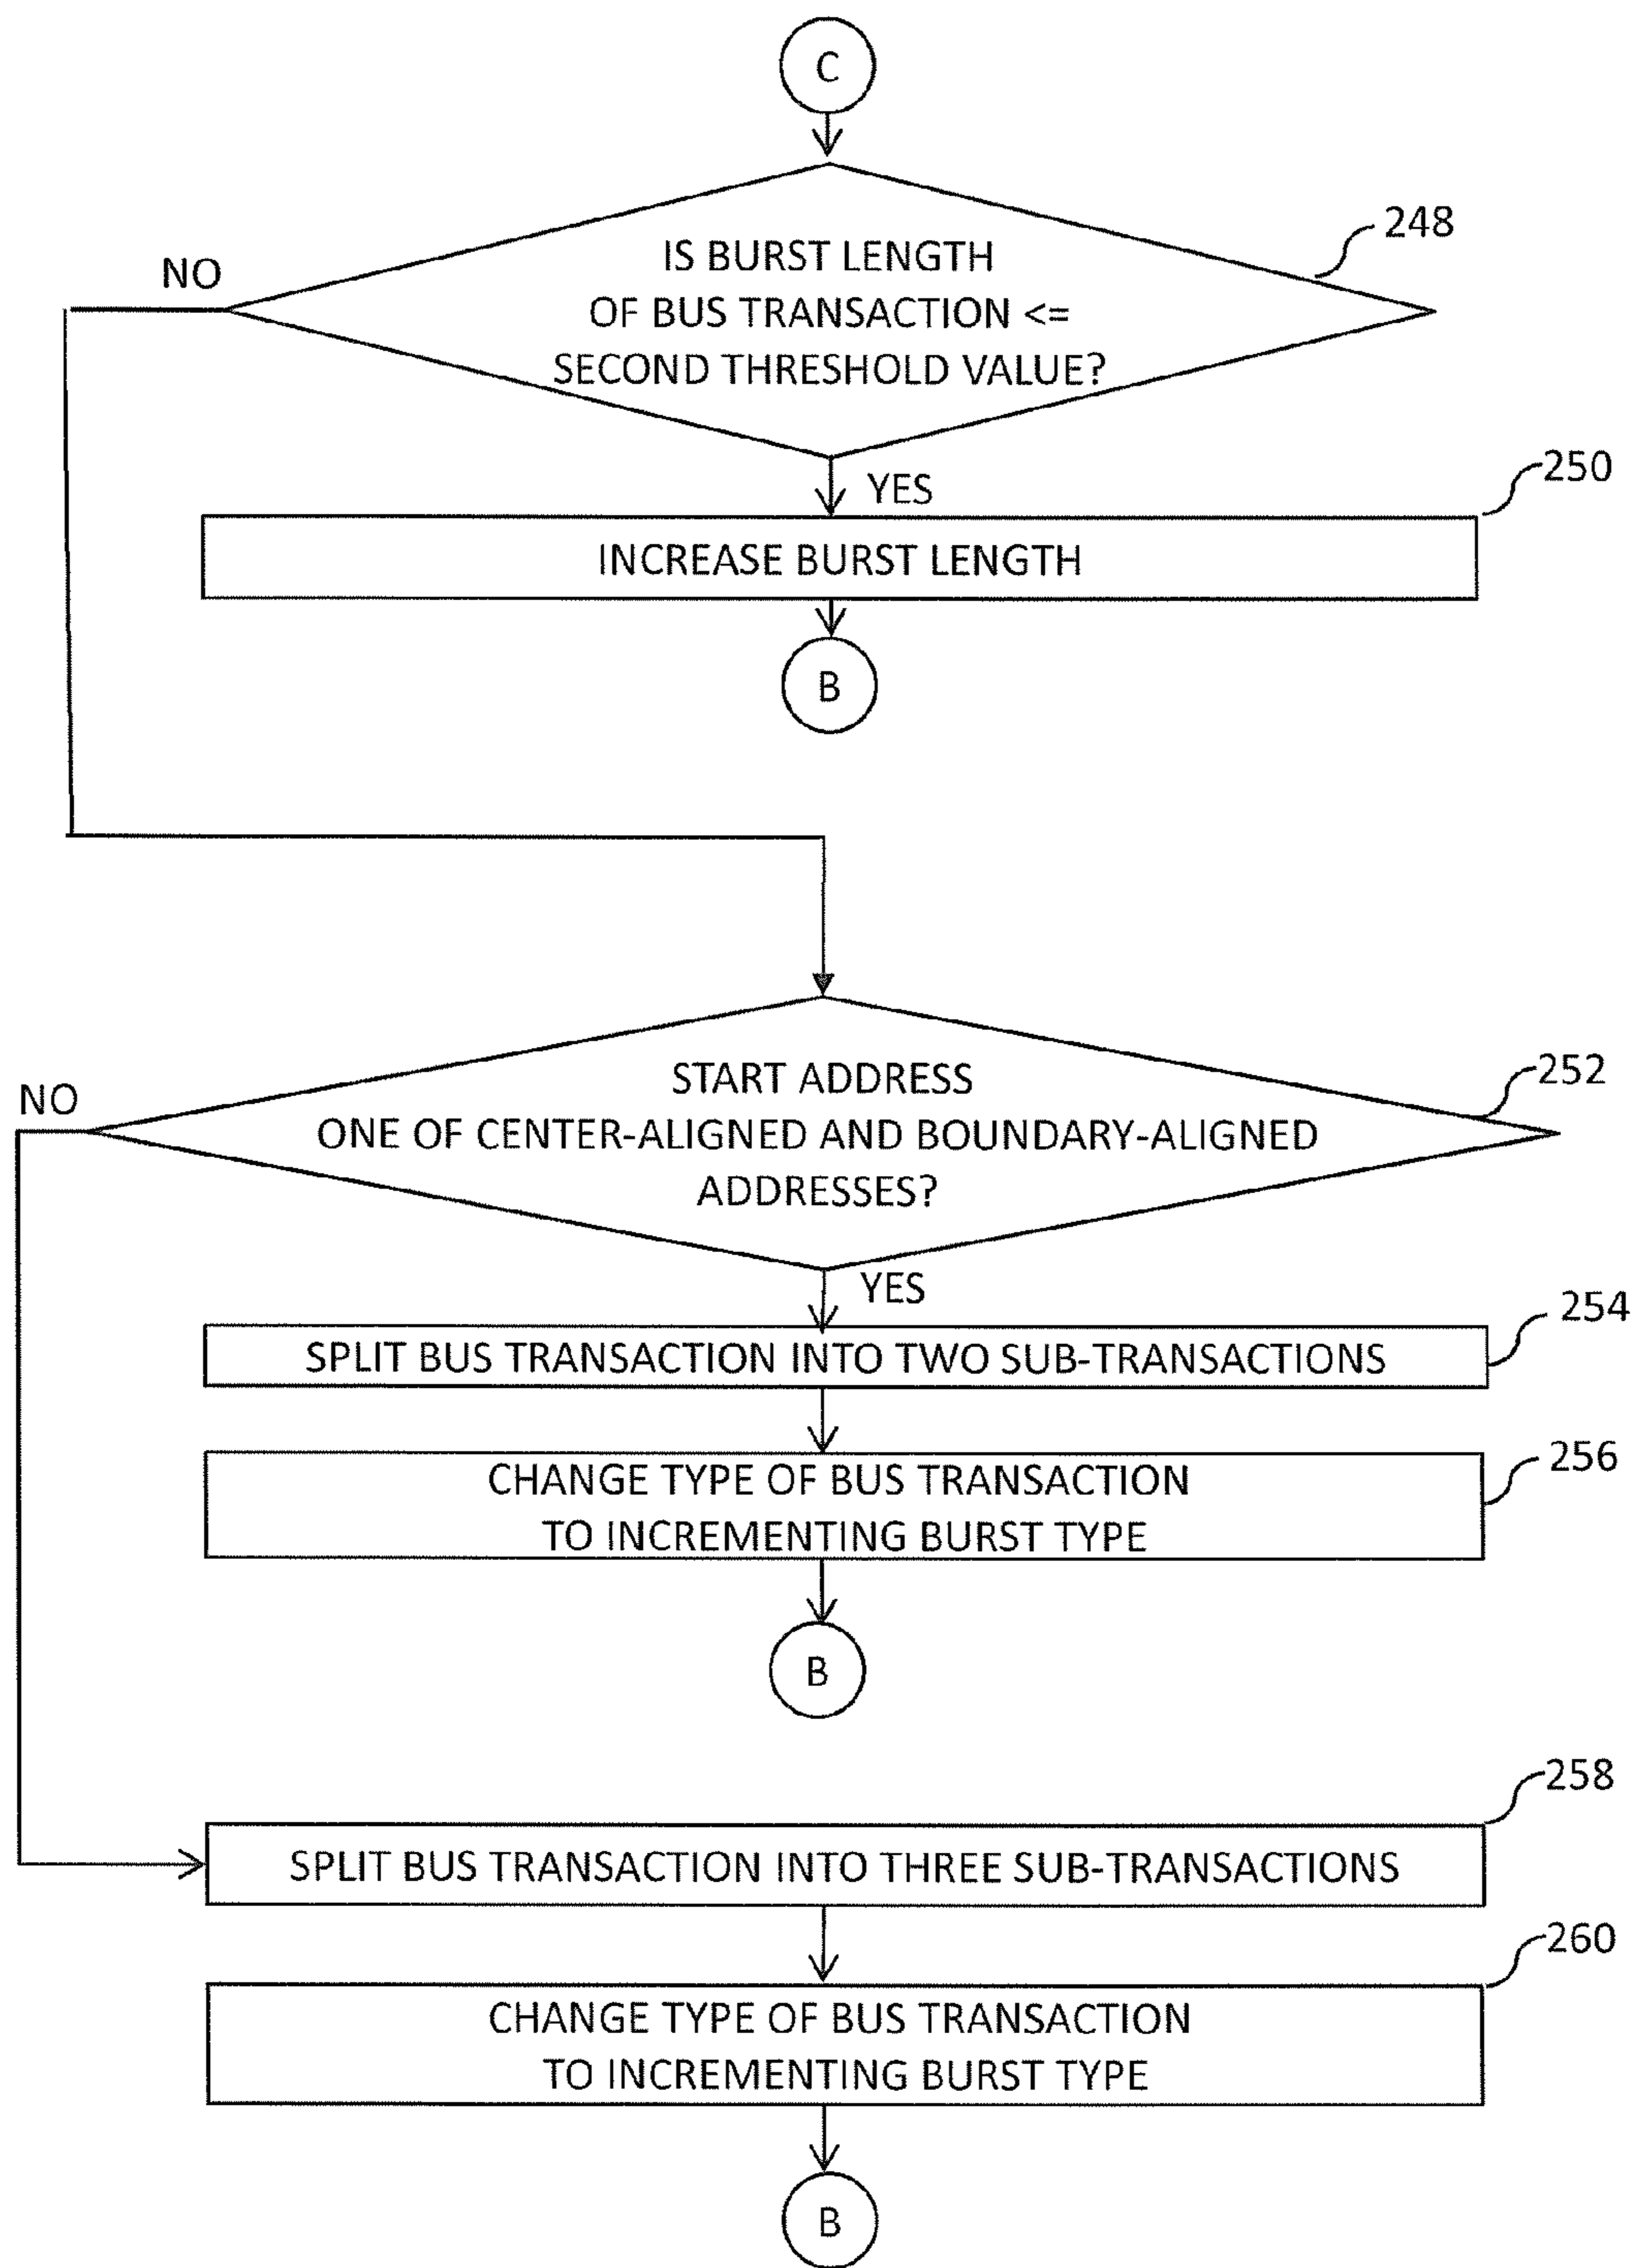 C
248
IS BURST LENGTH
NO
OF BUS TRANSACTION <=
SECOND THRESHOLD VALUE?
250
YES
INCREASE BURST LENGTH
B
252
START ADDRESS
NO
ONE OF CENTER-ALIGNED AND BOUNDARY-ALIGNED
ADDRESSES?
YES
254
SPLIT BUS TRANSACTION INTO TWO SUB-TRANSACTIONS
256
CHANGE TYPE OF BUS TRANSACTION
TO INCREMENTING BURST TYPE
B
258
SPLIT BUS TRANSACTION INTO THREE SUB-TRANSACTIONS
260
CHANGE TYPE OF BUS TRANSACTION
TO INCREMENTING BURST TYPE
B